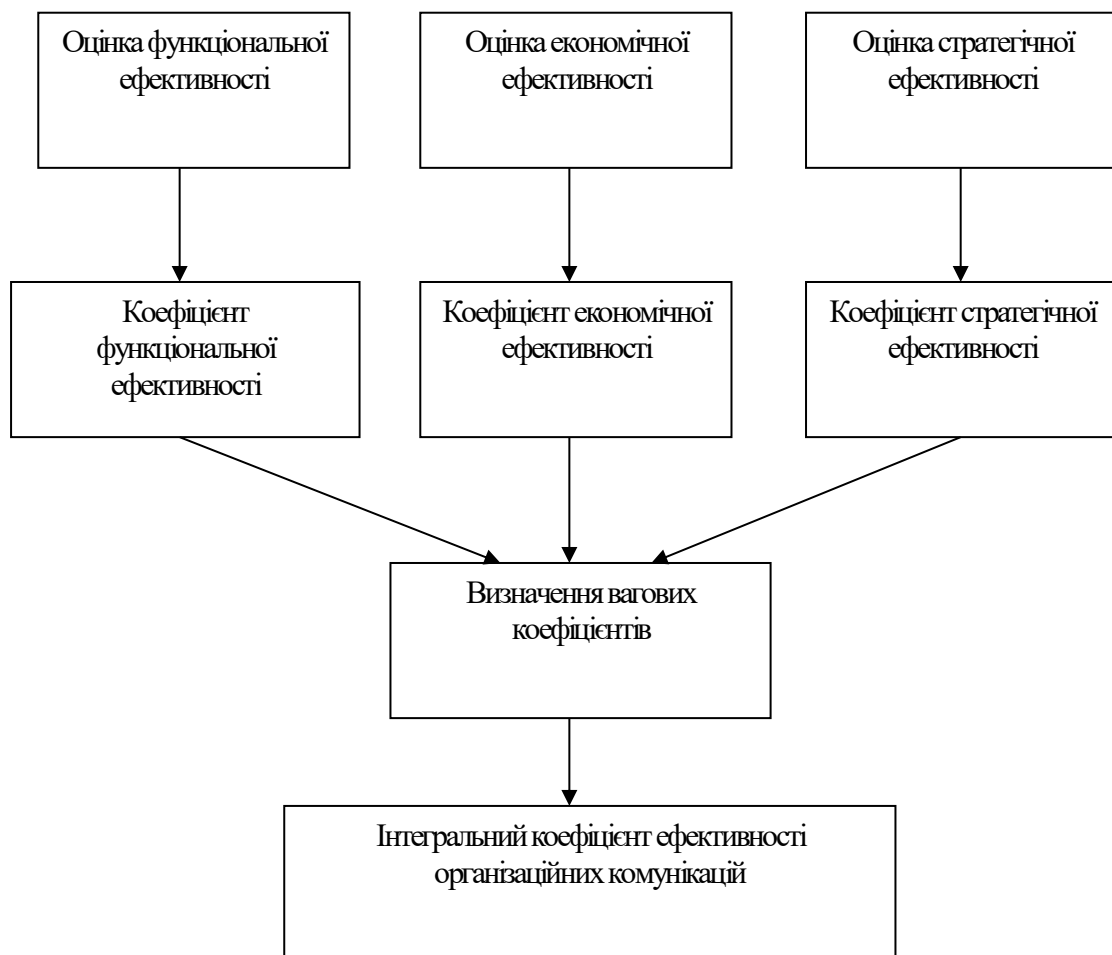 Оцінка функціональної
ефективності
Оцінка економічної
ефективності
Оцінка стратегічної
ефективності
Коефіцієнт
функціональної
ефективності
Коефіцієнт економічної
ефективності
Коефіцієнт стратегічної
ефективності
Визначення вагових
коефіцієнтів
Інтегральний коефіцієнт ефективності
організаційних комунікацій